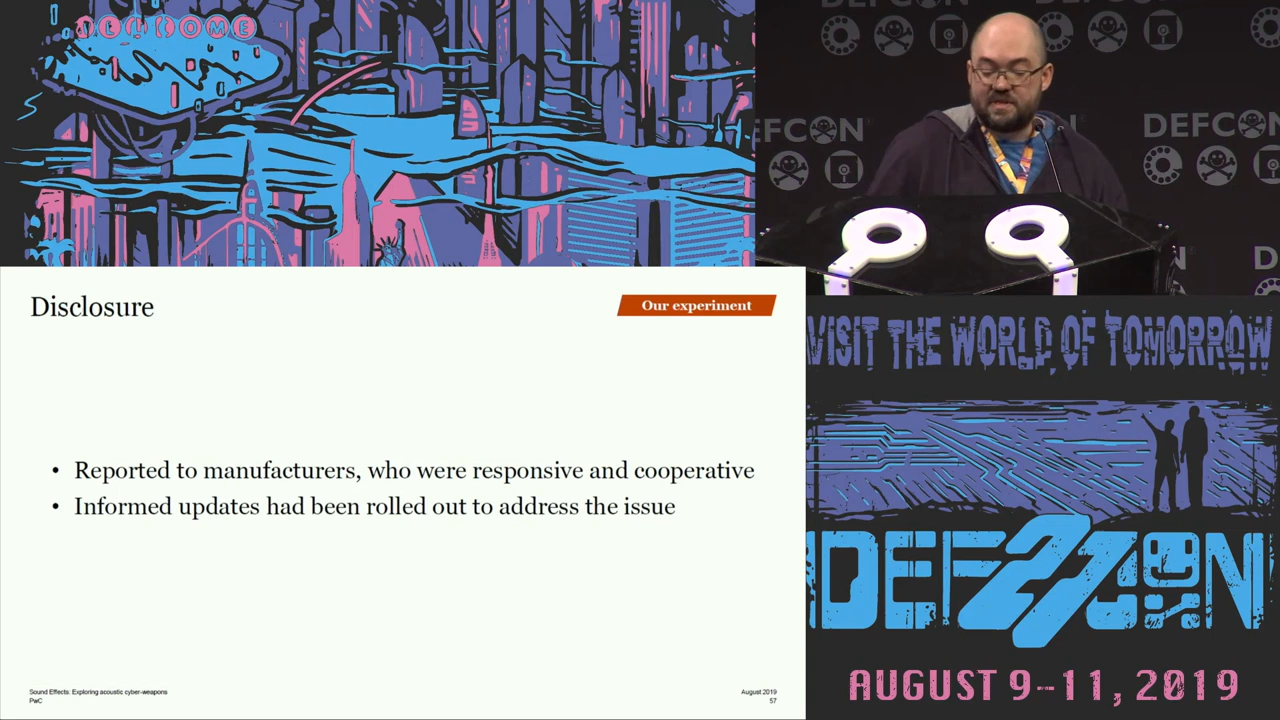 WELCOME
DEFCON
DEFCON
Disclosure
Our experiment
• Reported to manufacturers, who were responsive and cooperative
• Informed updates had been rolled out to address the issue
Sound Effects: Exploring acoustic cyber-weapons
PwC
August 2019
57
VISIT THE WORLD OF TOMORROW
DEF27CON
AUGUST 9-11, 2019